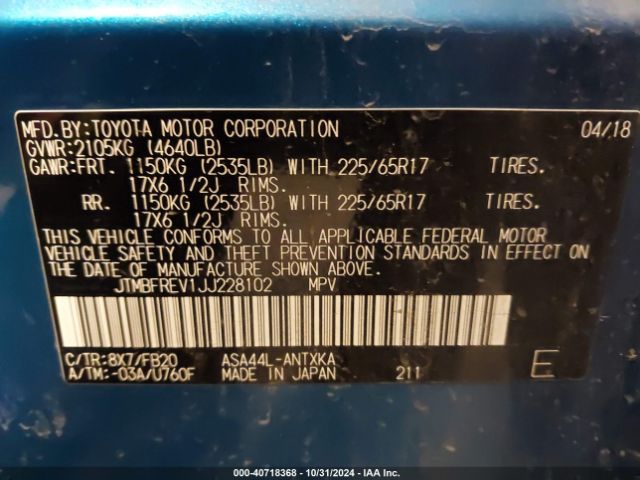 MFD.BY:TOYOTA MOTOR CORPORATION 04/18
GVWR:2105KG (4640LB)
GAWR:FRT. 1150KG (2535LB) WITH 225/65R17 TIRES.
17X6 1/2J RIMS.
RR. 1150KG (2535LB) WITH 225/65R17 TIRES.
17X6 1/2J RIMS.
THIS VEHICLE CONFORMS TO ALL APPLICABLE FEDERAL MOTOR
VEHICLE SAFETY AND THEFT PREVENTION STANDARDS IN EFFECT ON
THE DATE OF MANUFACTURE SHOWN ABOVE.
JTMBFREV1JJ228102 MPV
C/TR:8X7/FB20 ASA44L-ANTXKA
A/TM:-03A/U760F MADE IN JAPAN 211 E
Stock#: 40718368 - 10/31/2024 - IAA Inc.